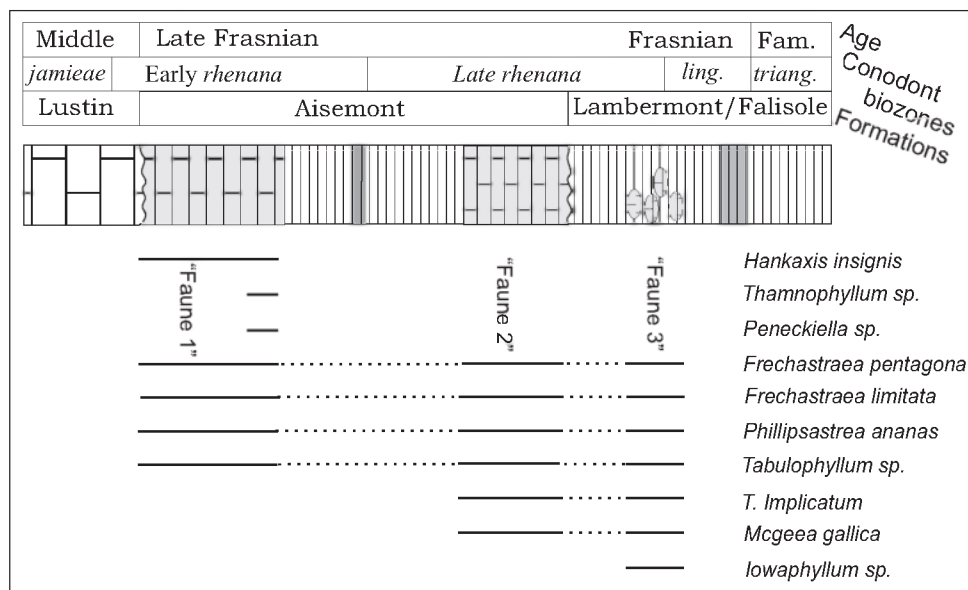 Middle Late Frasnian Frasnian Fam. Age
jamieae Early rhenana Late rhenana ling. triang. Conodont biozones
Lustin Aisemont Lambermont/Falisole Formations
"Faune 1" "Faune 2" "Faune 3"
Hankaxis insignis
Thamnophyllum sp.
Peneckiella sp.
Frechastraea pentagona
Frechastraea limitata
Phillipsastrea ananas
Tabulophyllum sp.
T. Implicatum
Mcgeea gallica
Iowaphyllum sp.